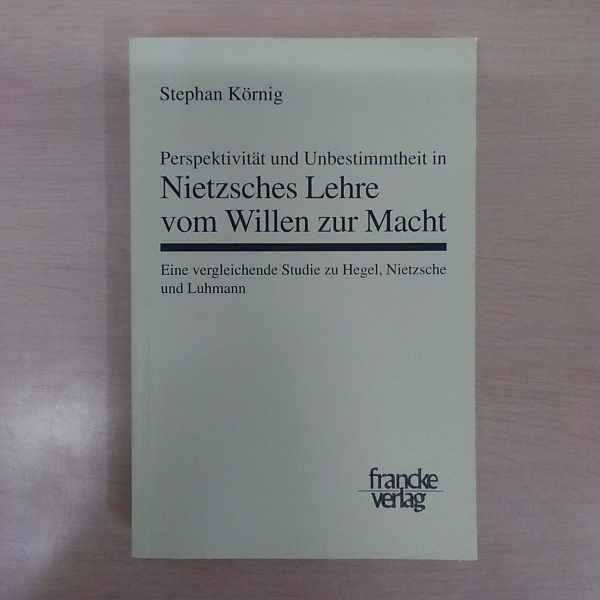 Stephan Körnig
Perspektivität und Unbestimmtheit in
Nietzsches Lehre
vom Willen zur Macht
Eine vergleichende Studie zu Hegel, Nietzsche
und Luhmann
francke
verlag